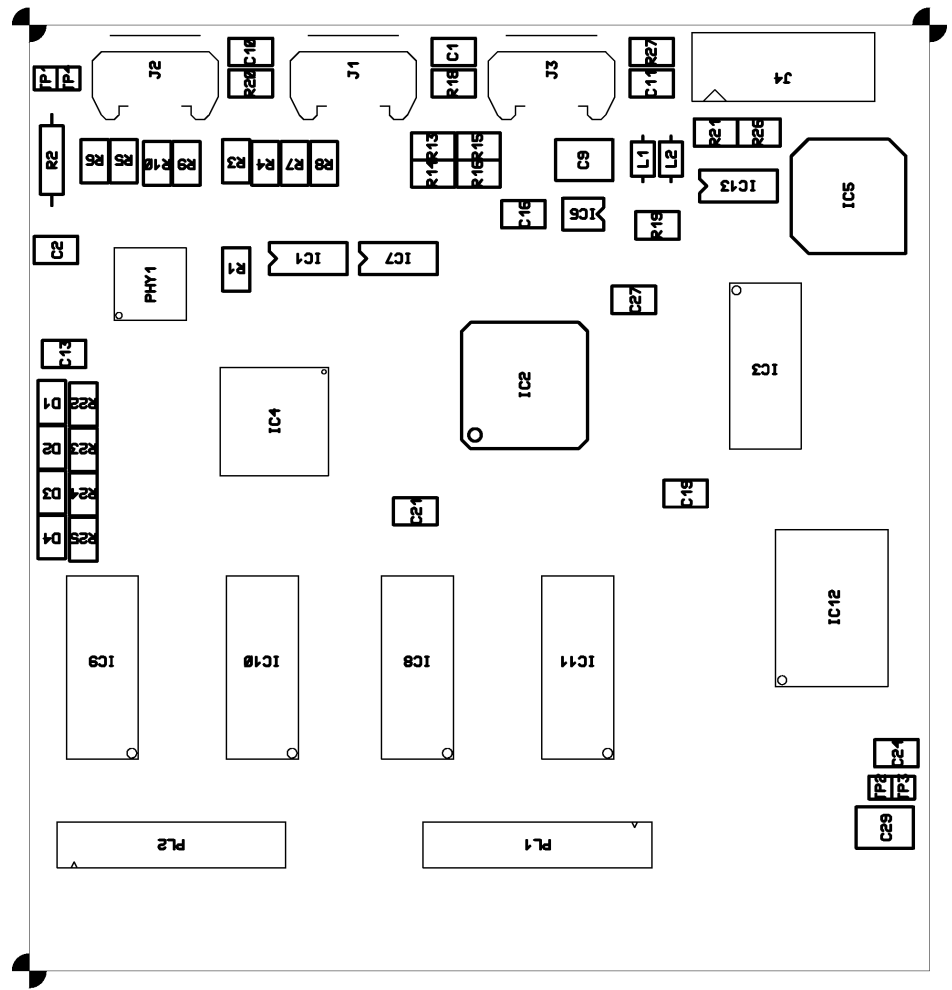 C10
C1
R27
J2
J1
J3
J4
TP1
TP4
R20
R18
C11
R21
R26
R2
R6
R5
R10
R9
R3
R4
R7
R8
R13
R15
R14
R16
C9
L1
L2
IC13
IC5
C16
IC6
R19
C2
R1
IC1
IC7
PHY1
C27
C13
IC3
IC2
D1
R22
IC4
D2
R23
D3
R24
C19
C21
D4
R25
IC12
IC9
IC10
IC8
IC11
C24
TP2
TP3
C29
PL2
PL1